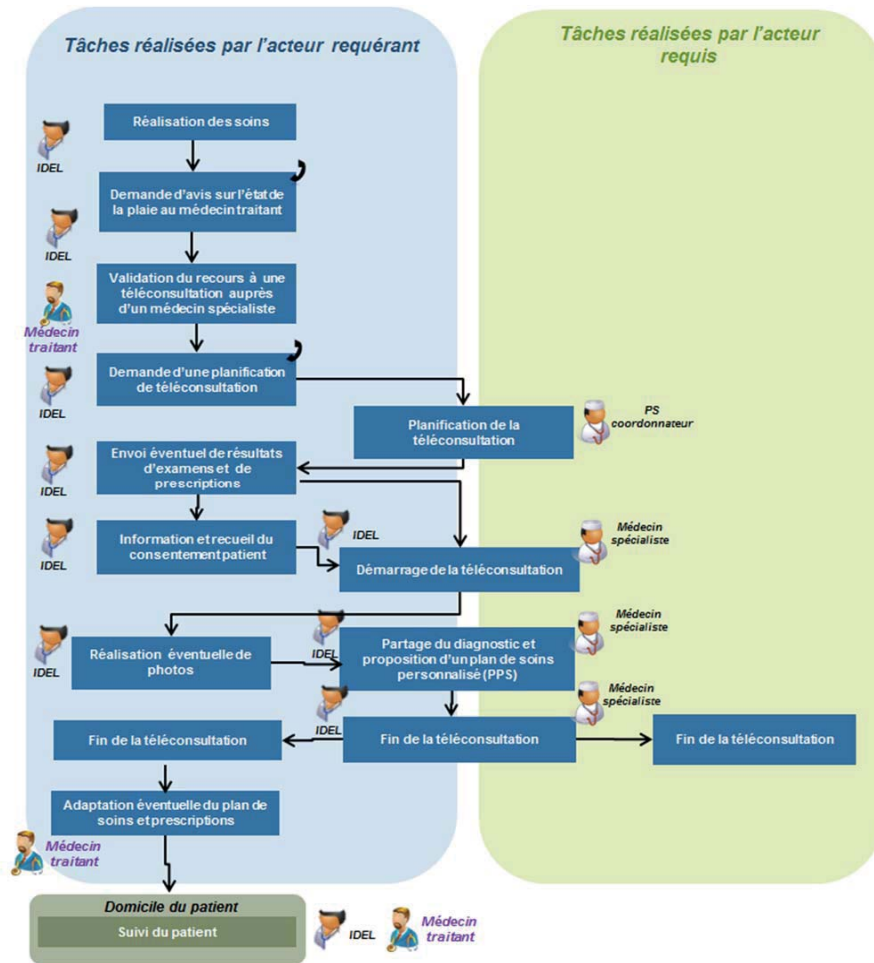 Tâches réalisées par l'acteur requérant
Tâches réalisées par l'acteur
requis
Réalisation des soins
IDEL
Demande d'avis sur l'état de
la plaie au médecin traitant
IDEL
Validation du recours à une
téléconsultation auprès
d'un médecin spécialiste
Médecin
traitant
Demande d'une planification
de téléconsultation
IDEL
Planification de la
téléconsultation
PS
coordonnateur
Envoi éventuel de résultats
d'examens et de
prescriptions
IDEL
Information et recueil du
consentement patient
IDEL
IDEL
Démarrage de la téléconsultation
Médecin
spécialiste
Réalisation éventuelle de
photos
IDEL
IDEL
Partage du diagnostic et
proposition d'un plan de soins
personnalisé (PPS)
Médecin
spécialiste
Fin de la téléconsultation
IDEL
Fin de la téléconsultation
Médecin
spécialiste
Fin de la téléconsultation
Adaptation éventuelle du plan de
soins et prescriptions
Médecin
traitant
Domicile du patient
Suivi du patient
IDEL
Médecin
traitant